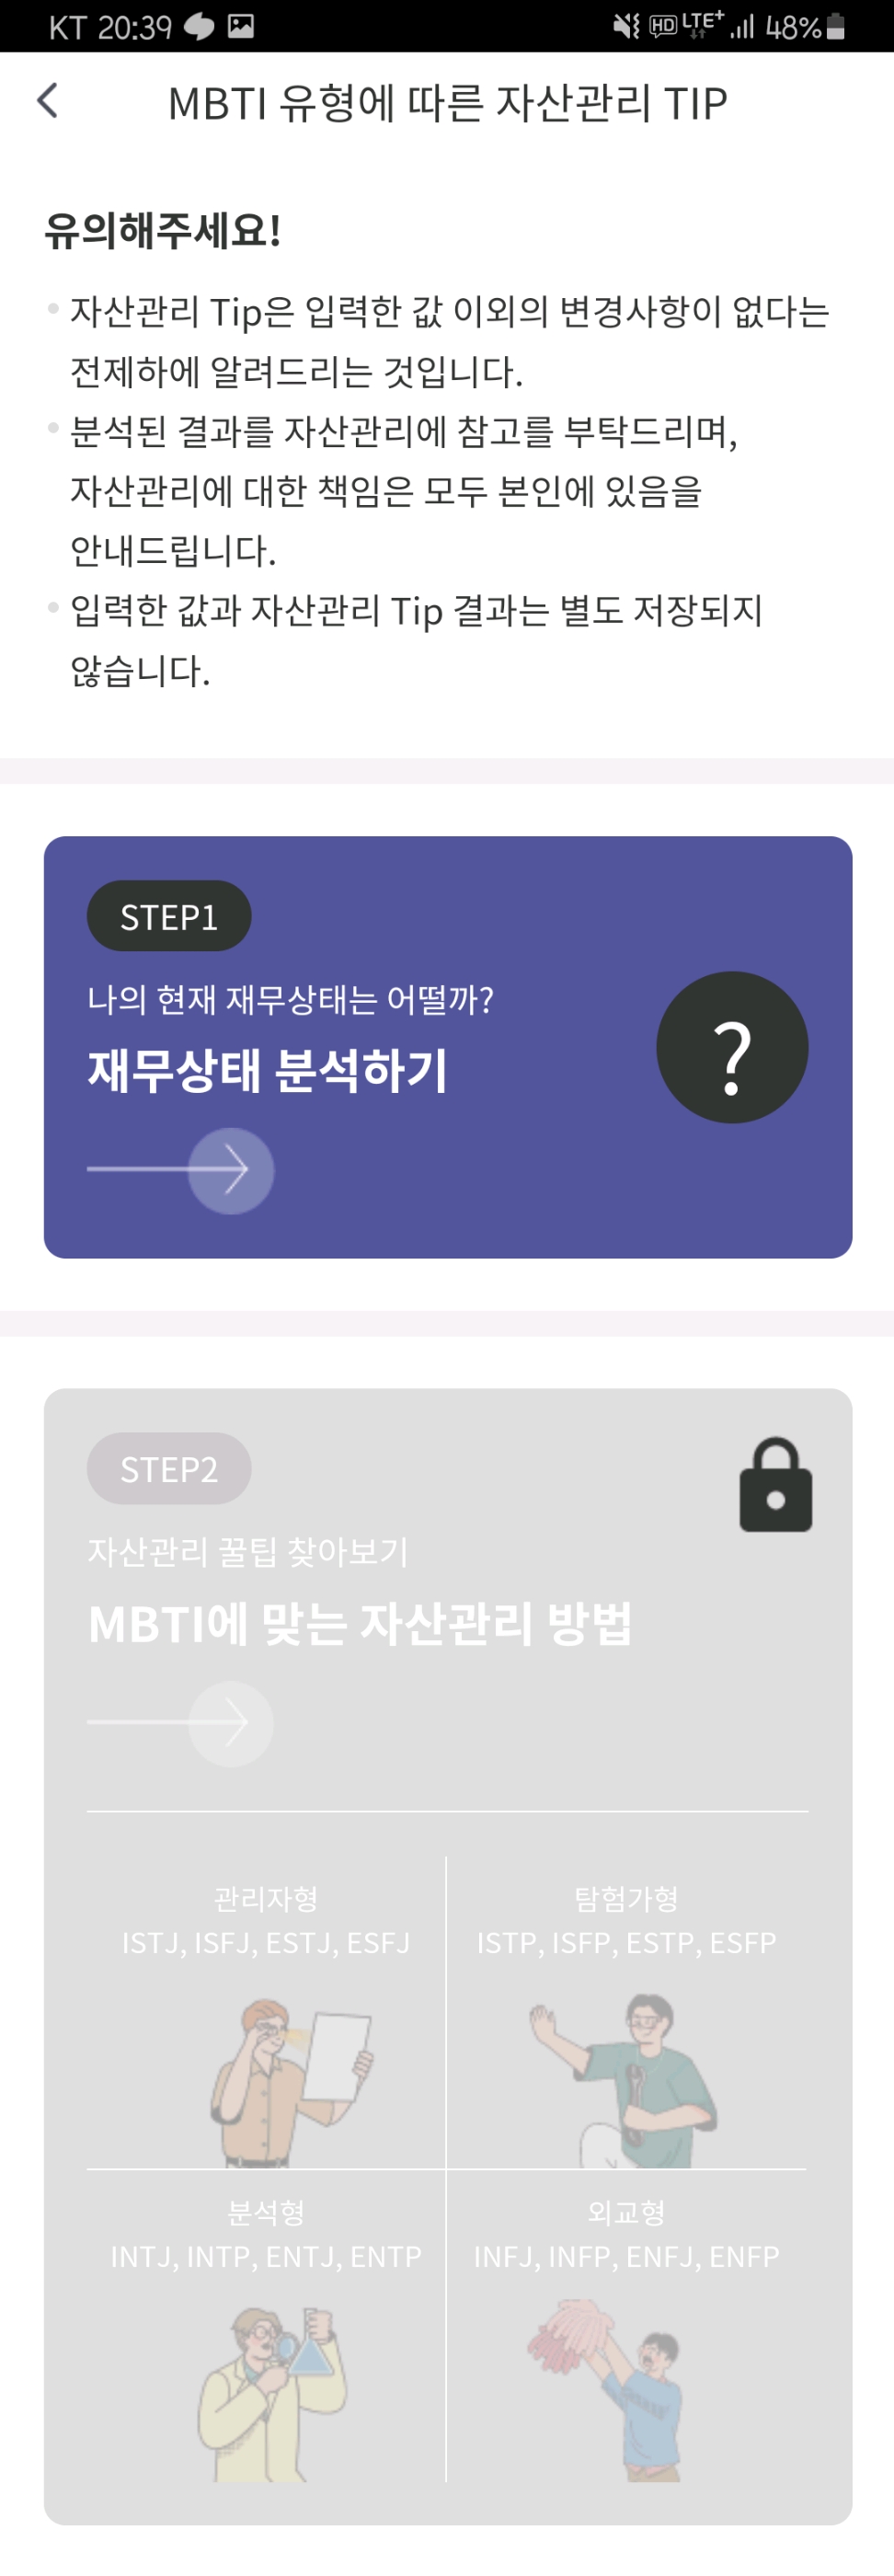 KT 20:39
HD LTE+ 48%
MBTI 유형에 따른 자산관리 TIP
유의해주세요!
자산관리 Tip은 입력한 값 이외의 변경사항이 없다는
전제하에 알려드리는 것입니다.
분석된 결과를 자산관리에 참고를 부탁드리며,
자산관리에 대한 책임은 모두 본인에 있음을
안내드립니다.
입력한 값과 자산관리 Tip 결과는 별도 저장되지
않습니다.
STEP1
나의 현재 재무상태는 어떨까?
재무상태 분석하기
?
STEP2
자산관리 꿀팁 찾아보기
MBTI에 맞는 자산관리 방법
관리자형
ISTJ, ISFJ, ESTJ, ESFJ
탐험가형
ISTP, ISFP, ESTP, ESFP
분석형
INTJ, INTP, ENTJ, ENTP
외교형
INFJ, INFP, ENFJ, ENFP